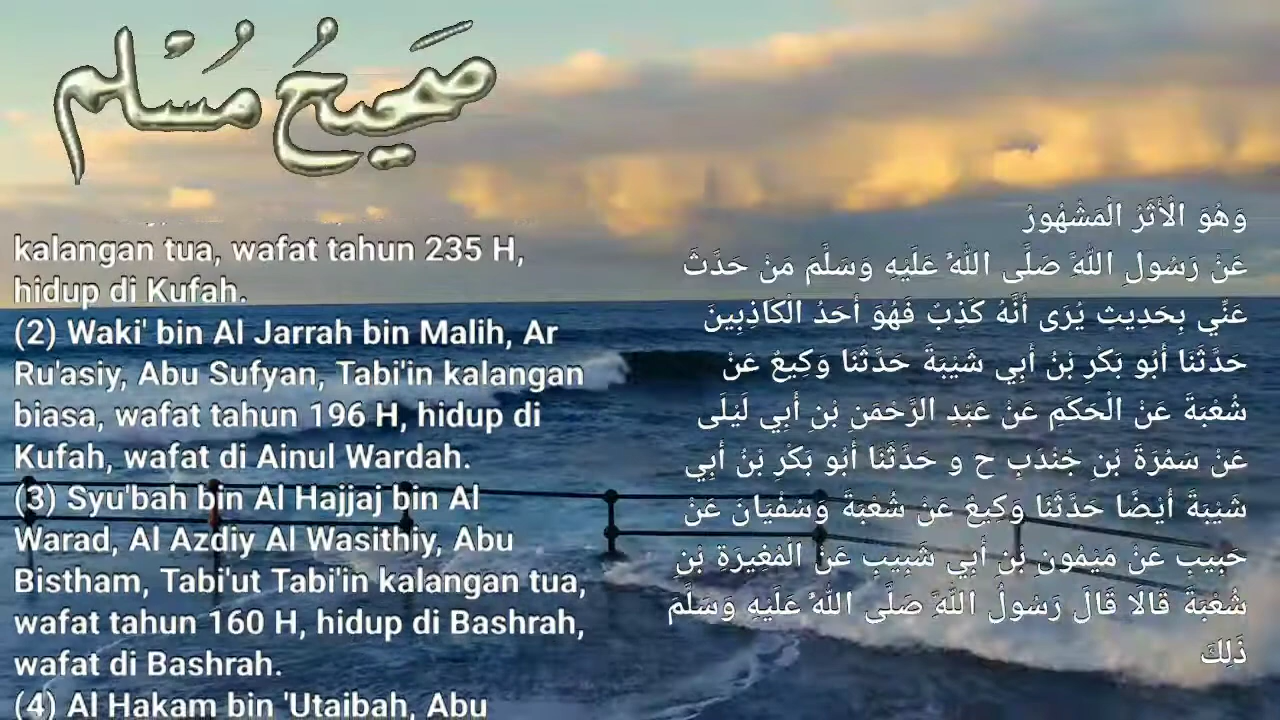 صَحِيحُ مُسْلِم
kalangan tua, wafat tahun 235 H,
hidup di Kufah.
(2) Waki' bin Al Jarrah bin Malih, Ar
Ru'asiy, Abu Sufyan, Tabi'in kalangan
biasa, wafat tahun 196 H, hidup di
Kufah, wafat di Ainul Wardah.
(3) Syu'bah bin Al Hajjaj bin Al
Warad, Al Azdiy Al Wasithiy, Abu
Bistham, Tabi'ut Tabi'in kalangan tua,
wafat tahun 160 H, hidup di Bashrah,
wafat di Bashrah.
(4) Al Hakam bin 'Utaibah, Abu
وَهُوَ الْأَثَرُ الْمَشْهُورُ
عَنْ رَسُولِ اللَّهِ صَلَّى اللَّهُ عَلَيْهِ وَسَلَّمَ مَنْ حَدَّثَ
عَنِّي بِحَدِيثٍ يُرَى أَنَّهُ كَذِبٌ فَهُوَ أَحَدُ الْكَاذِبِينَ
حَدَّثَنَا أَبُو بَكْرِ بْنُ أَبِي شَيْبَةَ حَدَّثَنَا وَكِيعٌ عَنْ
شُعْبَةَ عَنْ الْحَكَمِ عَنْ عَبْدِ الرَّحْمَنِ بْنِ أَبِي لَيْلَى
عَنْ سَمُرَةَ بْنِ جُنْدَبٍ ح و حَدَّثَنَا أَبُو بَكْرِ بْنُ أَبِي
شَيْبَةَ أَيْضًا حَدَّثَنَا وَكِيعٌ عَنْ شُعْبَةَ وَسُفْيَانَ عَنْ
حَبِيبٍ عَنْ مَيْمُونِ بْنِ أَبِي شَبِيبٍ عَنْ الْمُغِيرَةِ بْنِ
شُعْبَةَ قَالَا قَالَ رَسُولُ اللَّهِ صَلَّى اللَّهُ عَلَيْهِ وَسَلَّمَ
ذَلِكَ